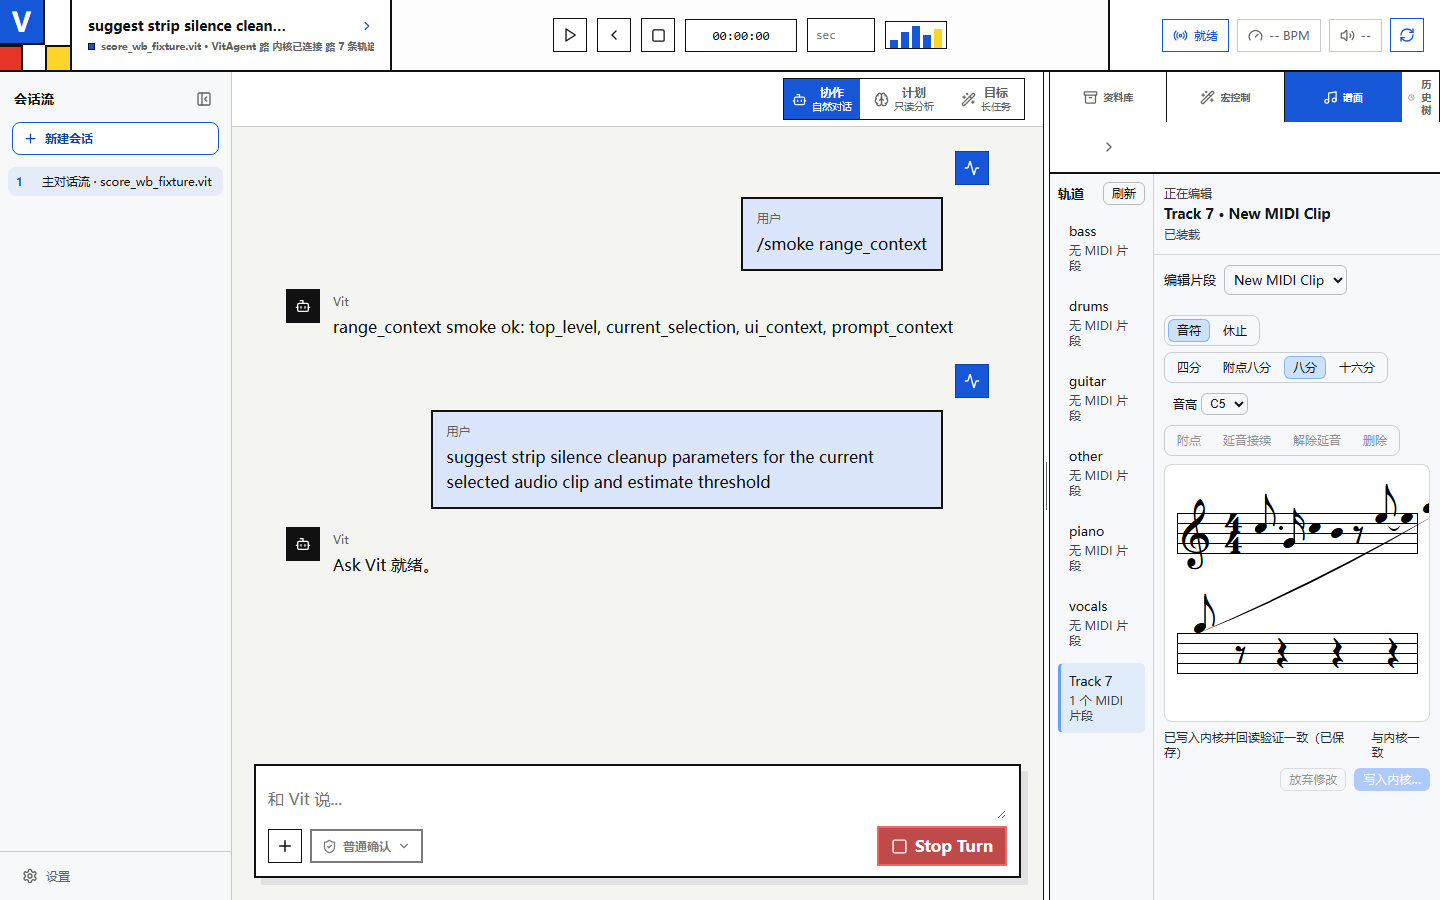 V
suggest strip silence clean...
score_wb_fixture.vit • VitAgent 路 内核已连接 路 7 条轨
00:00:00
sec
就绪
-- BPM
--
会话流
新建会话
1 主对话流 · score_wb_fixture.vit
设置
协作
自然对话
计划
只读分析
目标
长任务
用户
/smoke range_context
Vit
range_context smoke ok: top_level, current_selection, ui_context, prompt_context
用户
suggest strip silence cleanup parameters for the current
selected audio clip and estimate threshold
Vit
Ask Vit 就绪。
和 Vit 说...
普通确认
Stop Turn
资料库
宏控制
谱面
历史树
轨道
刷新
bass
无 MIDI 片
段
drums
无 MIDI 片
段
guitar
无 MIDI 片
段
other
无 MIDI 片
段
piano
无 MIDI 片
段
vocals
无 MIDI 片
段
Track 7
1 个 MIDI
片段
正在编辑
Track 7 • New MIDI Clip
已装载
编辑片段 New MIDI Clip
音符 休止
四分 附点八分 八分 十六分
音高 C5
附点 延音接续 解除延音 删除
4
4
已写入内核并回读验证一致（已保
存）
与内核一
致
放弃修改
写入内核...